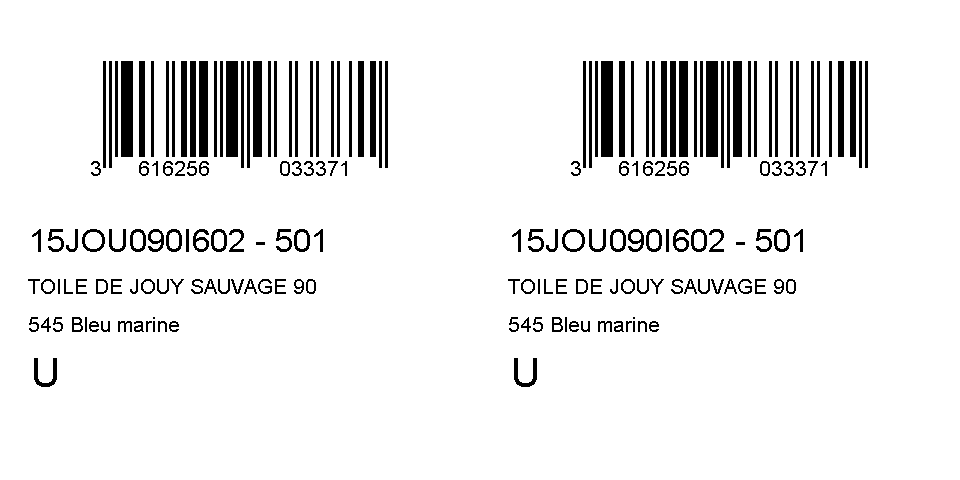 3 616256 033371
15JOU090I602 - 501
TOILE DE JOUY SAUVAGE 90
545 Bleu marine
U
3 616256 033371
15JOU090I602 - 501
TOILE DE JOUY SAUVAGE 90
545 Bleu marine
U